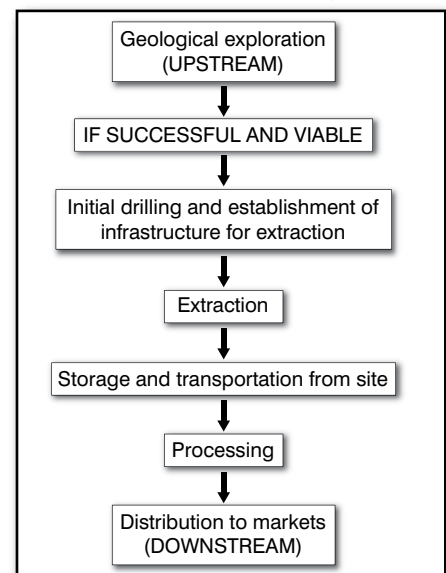 Geological exploration
(UPSTREAM)
IF SUCCESSFUL AND VIABLE
Initial drilling and establishment of
infrastructure for extraction
Extraction
Storage and transportation from site
Processing
Distribution to markets
(DOWNSTREAM)